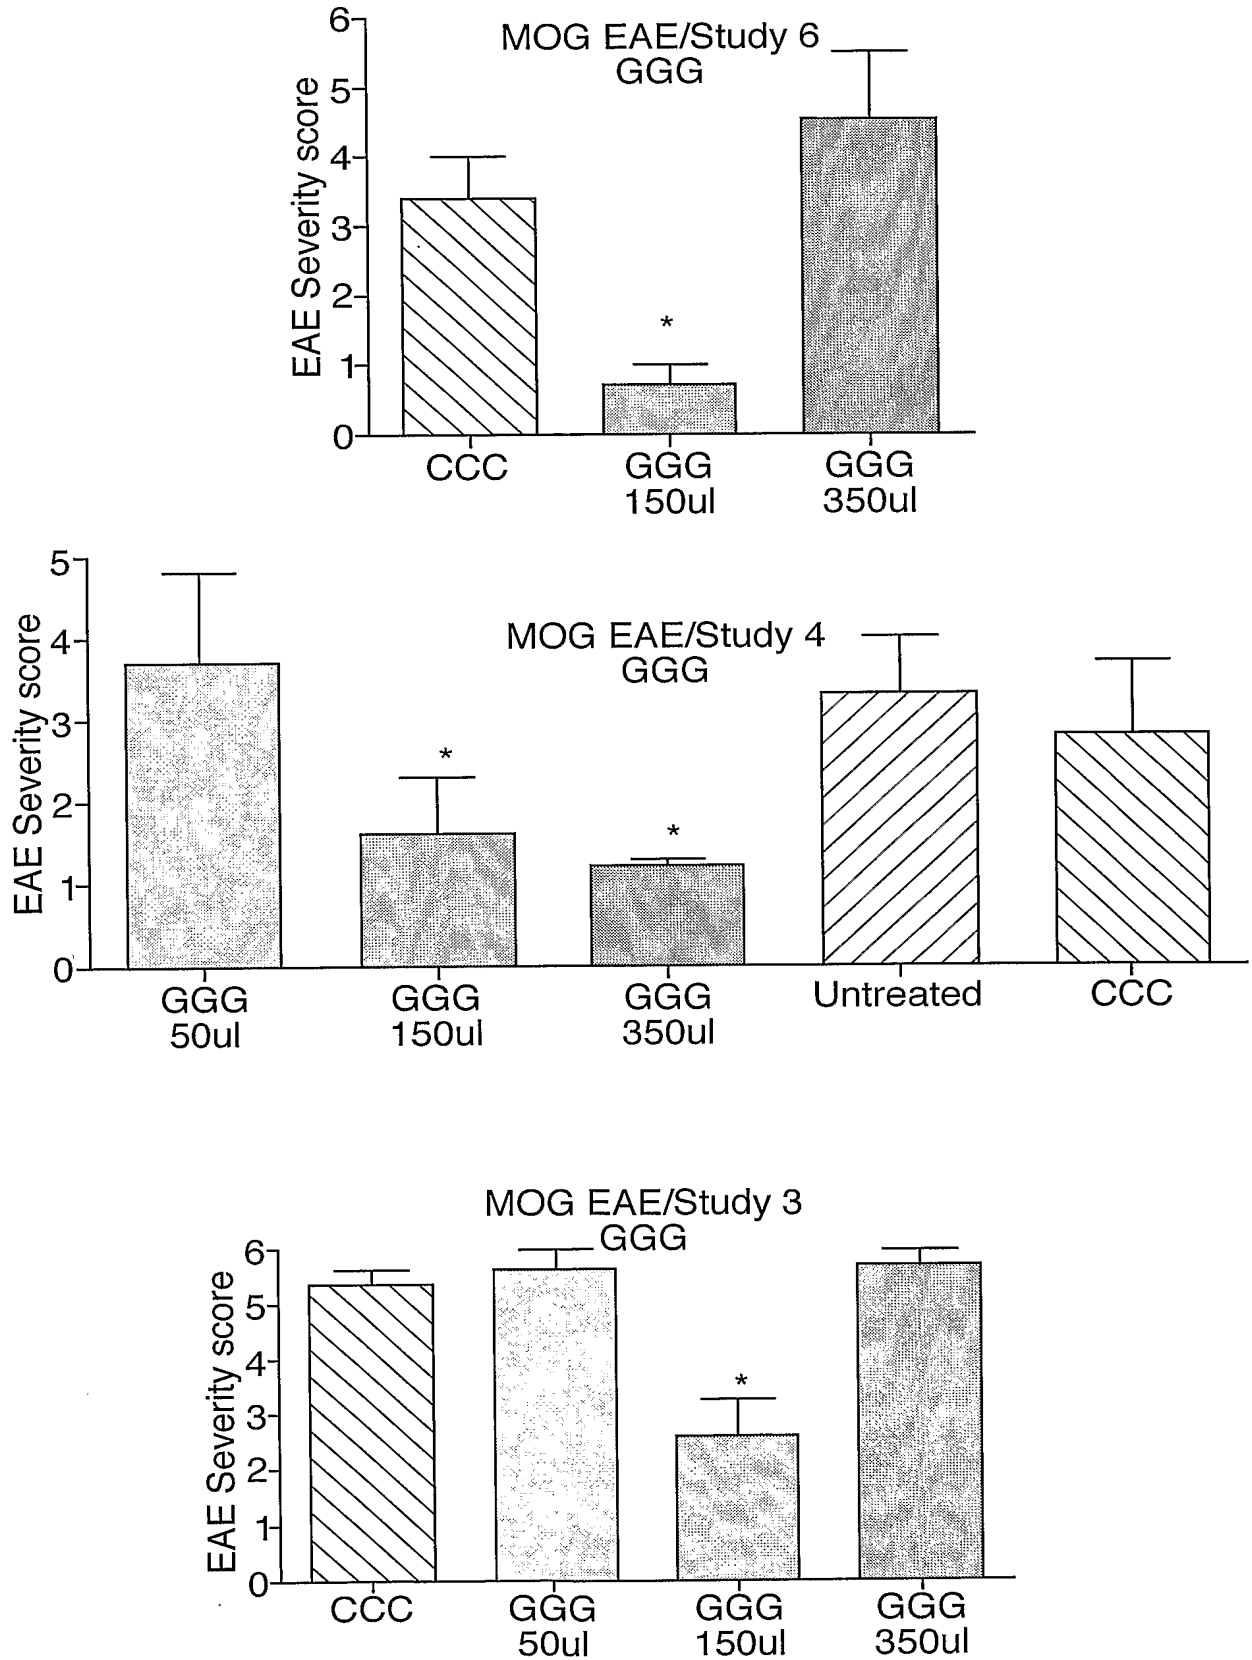 MOG EAE/Study 6
GGG
EAE Severity score
6
5
4
3
2
1
0
*
CCC
GGG
150ul
GGG
350ul
MOG EAE/Study 4
GGG
EAE Severity score
5
4
3
2
1
0
*
*
GGG
50ul
GGG
150ul
GGG
350ul
Untreated
CCC
MOG EAE/Study 3
GGG
EAE Severity score
6
5
4
3
2
1
0
*
CCC
GGG
50ul
GGG
150ul
GGG
350ul